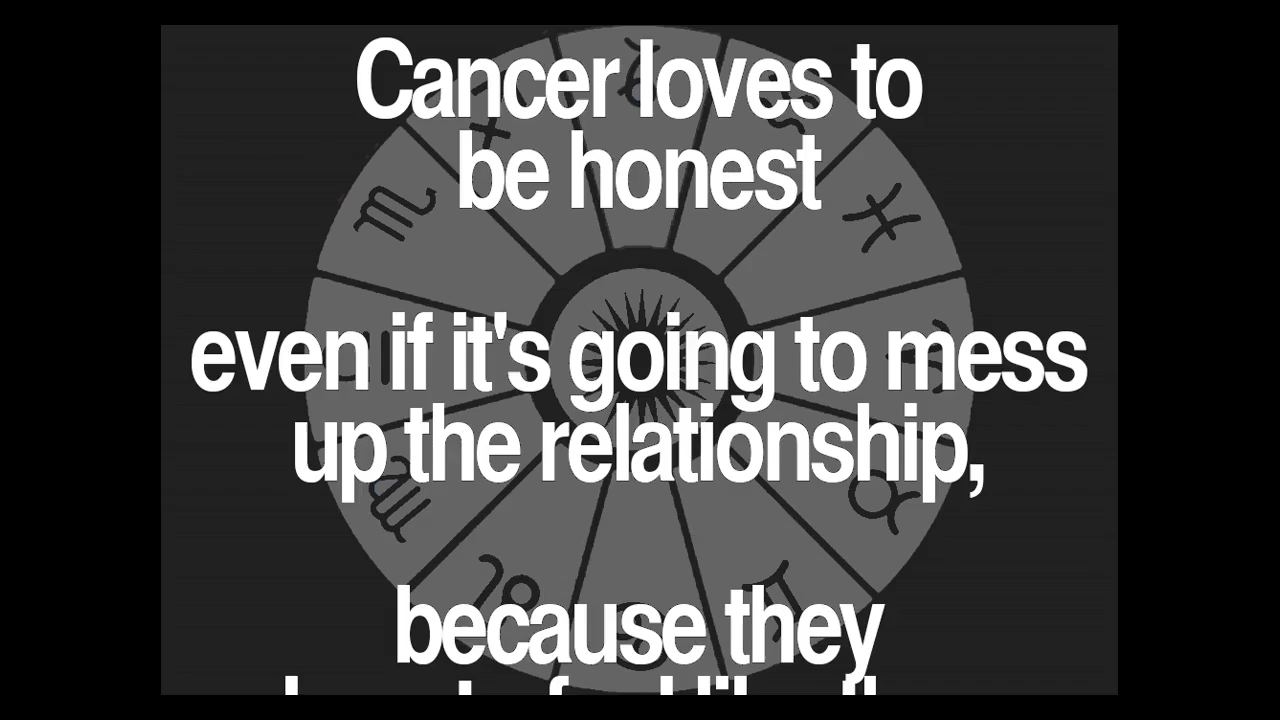 Cancer loves to
be honest
even if it's going to mess
up the relationship,
because they